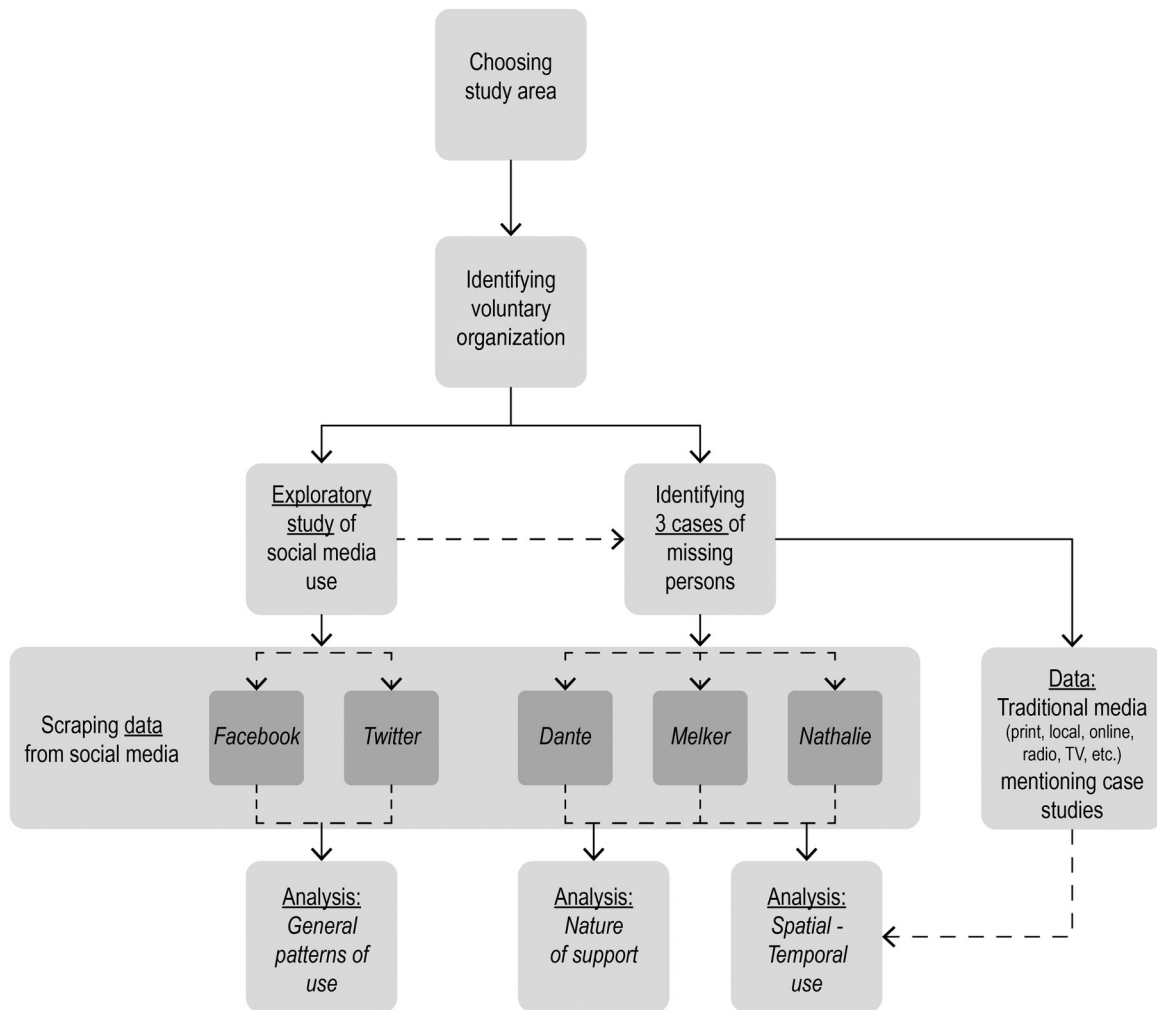 Choosing
study area
Identifying
voluntary
organization
Exploratory
study of
social media
use
Identifying
3 cases of
missing
persons
Scraping data
from social media
Facebook
Twitter
Dante
Melker
Nathalie
Data:
Traditional media
(print, local, online,
radio, TV, etc.)
mentioning case
studies
Analysis:
General
patterns of
use
Analysis:
Nature
of support
Analysis:
Spatial -
Temporal
use